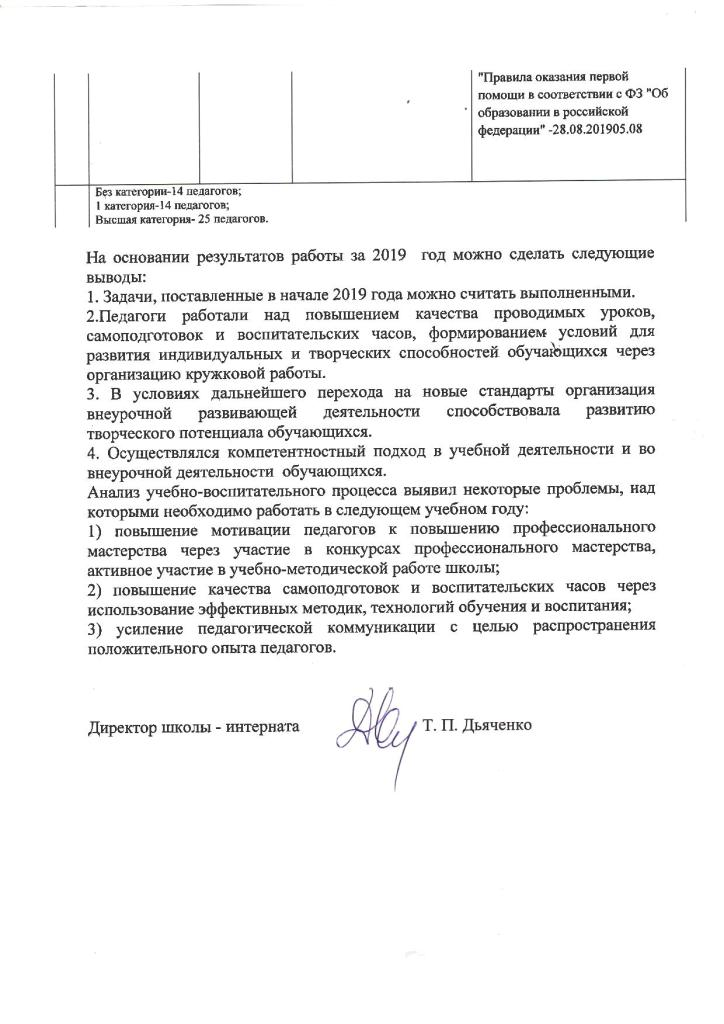 "Правила оказания первой
помощи в соответствии с ФЗ "Об
образовании в российской
федерации" -28.08.201905.08
Без категории-14 педагогов;
1 категория-14 педагогов;
Высшая категория- 25 педагогов.
На основании результатов работы за 2019 год можно сделать следующие
выводы:
1. Задачи, поставленные в начале 2019 года можно считать выполненными.
2.Педагоги работали над повышением качества проводимых уроков,
самоподготовок и воспитательских часов, формированием условий для
развития индивидуальных и творческих способностей обучающихся через
организацию кружковой работы.
3. В условиях дальнейшего перехода на новые стандарты организация
внеурочной развивающей деятельности способствовала развитию
творческого потенциала обучающихся.
4. Осуществлялся компетентностный подход в учебной деятельности и во
внеурочной деятельности обучающихся.
Анализ учебно-воспитательного процесса выявил некоторые проблемы, над
которыми необходимо работать в следующем учебном году:
1) повышение мотивации педагогов к повышению профессионального
мастерства через участие в конкурсах профессионального мастерства,
активное участие в учебно-методической работе школы;
2) повышение качества самоподготовок и воспитательских часов через
использование эффективных методик, технологий обучения и воспитания;
3) усиление педагогической коммуникации с целью распространения
положительного опыта педагогов.
Директор школы - интерната Т. П. Дьяченко